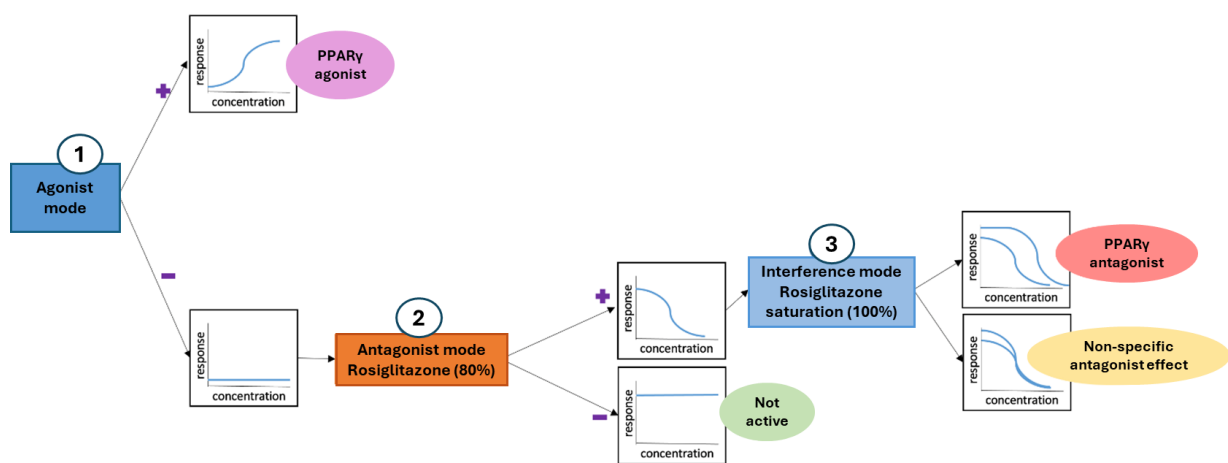 response
concentration
PPARγ
agonist
+
1
Agonist
mode
−
response
concentration
2
Antagonist mode
Rosiglitazone (80%)
+
response
concentration
−
response
concentration
Not
active
3
Interference mode
Rosiglitazone
saturation (100%)
response
concentration
PPARγ
antagonist
response
concentration
Non-specific
antagonist effect